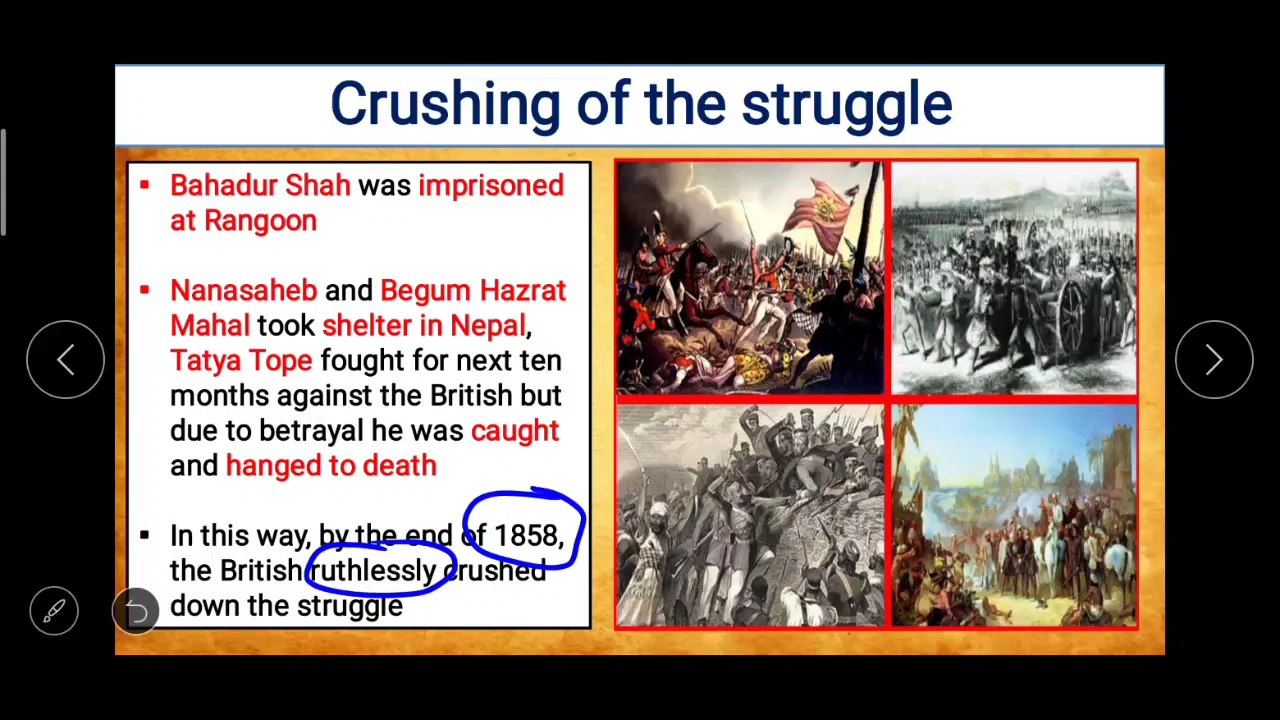 Crushing of the struggle
▪ Bahadur Shah was imprisoned
at Rangoon
▪ Nanasaheb and Begum Hazrat
Mahal took shelter in Nepal,
Tatya Tope fought for next ten
months against the British but
due to betrayal he was caught
and hanged to death
▪ In this way, by the end of 1858,
the British ruthlessly crushed
down the struggle